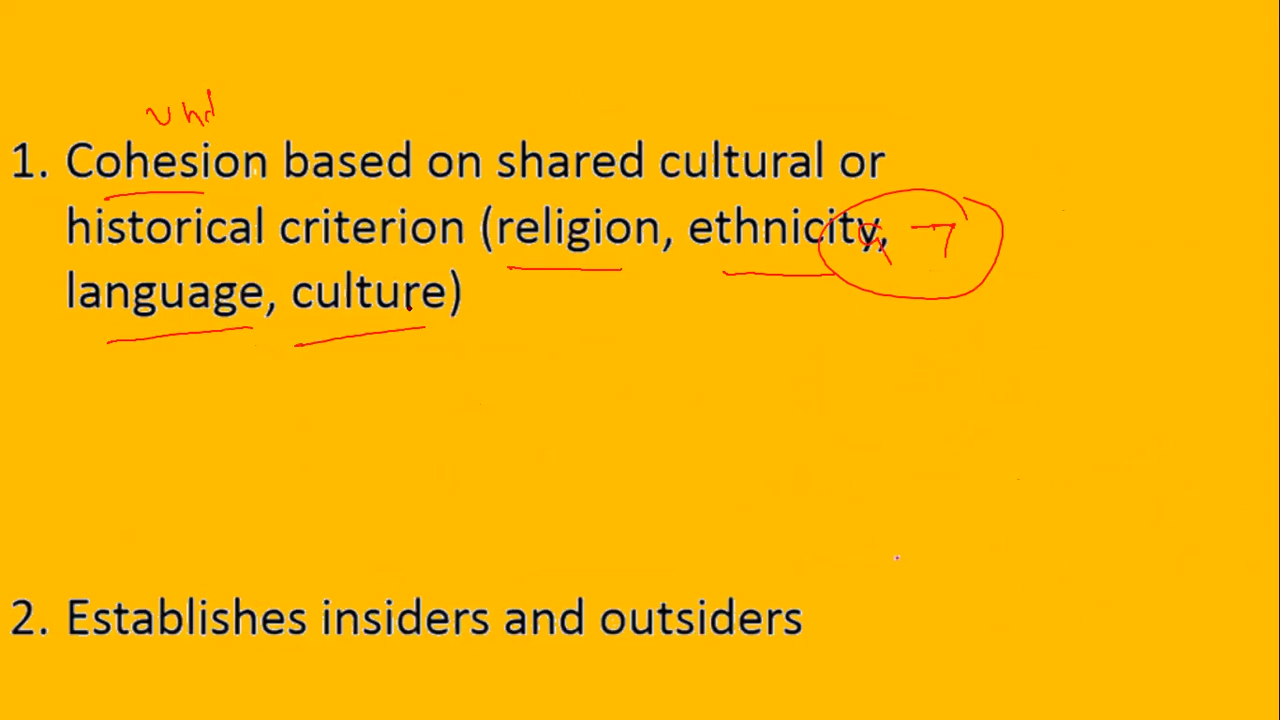 1. Cohesion based on shared cultural or
historical criterion (religion, ethnicity,
language, culture)
2. Establishes insiders and outsiders